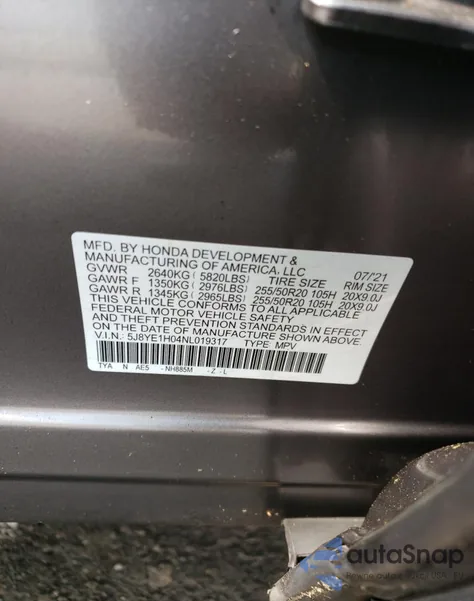 MFD. BY HONDA DEVELOPMENT &
MANUFACTURING OF AMERICA, LLC 07/21
GVWR 2640KG ( 5820LBS) TIRE SIZE RIM SIZE
GAWR F 1350KG ( 2976LBS) 255/50R20 105H 20X9.0J
GAWR R 1345KG ( 2965LBS) 255/50R20 105H 20X9.0J
THIS VEHICLE CONFORMS TO ALL APPLICABLE
FEDERAL MOTOR VEHICLE SAFETY
AND THEFT PREVENTION STANDARDS IN EFFECT
ON THE DATE OF MANUFACTURE SHOWN ABOVE.
V.I.N.: 5J8YE1H04NL019317 TYPE: MPV
TYA N AE5 - NH885M - Z - L
autoSnap